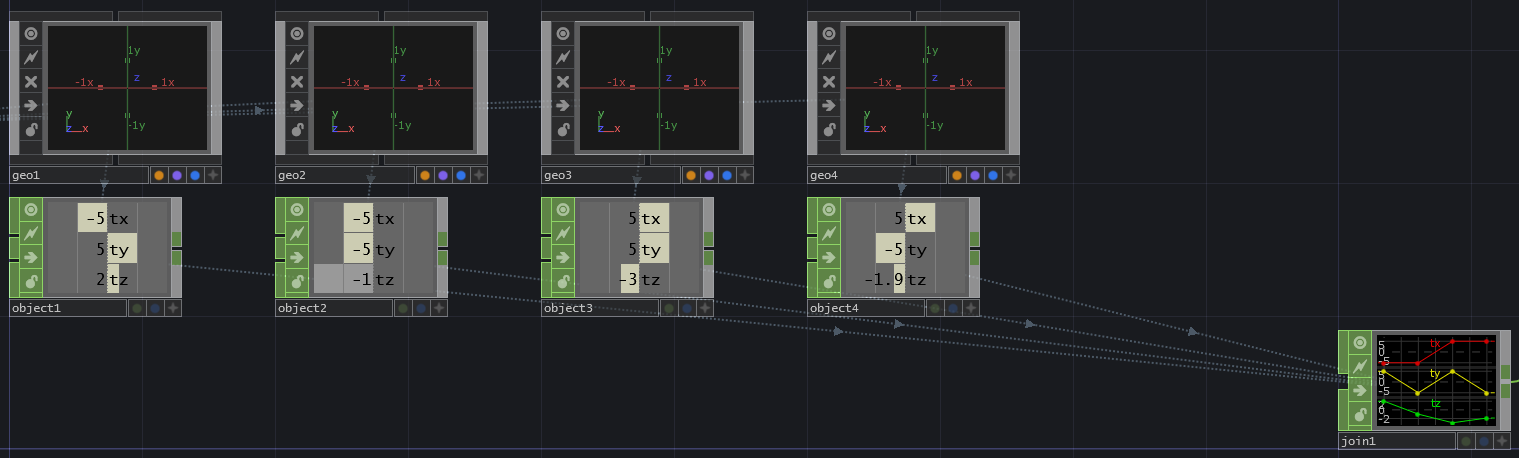 1y
-1x z 1x
y
z x -1y
geo1
1y
-1x z 1x
y
z x -1y
geo2
1y
-1x z 1x
y
z x -1y
geo3
1y
-1x z 1x
y
z x -1y
geo4
-5 tx
5 ty
2 tz
object1
-5 tx
-5 ty
-1 tz
object2
5 tx
5 ty
-3 tz
object3
5 tx
-5 ty
-1.9 tz
object4
5 tx
0
-5
ty
0
-5
tz
0
-2
join1